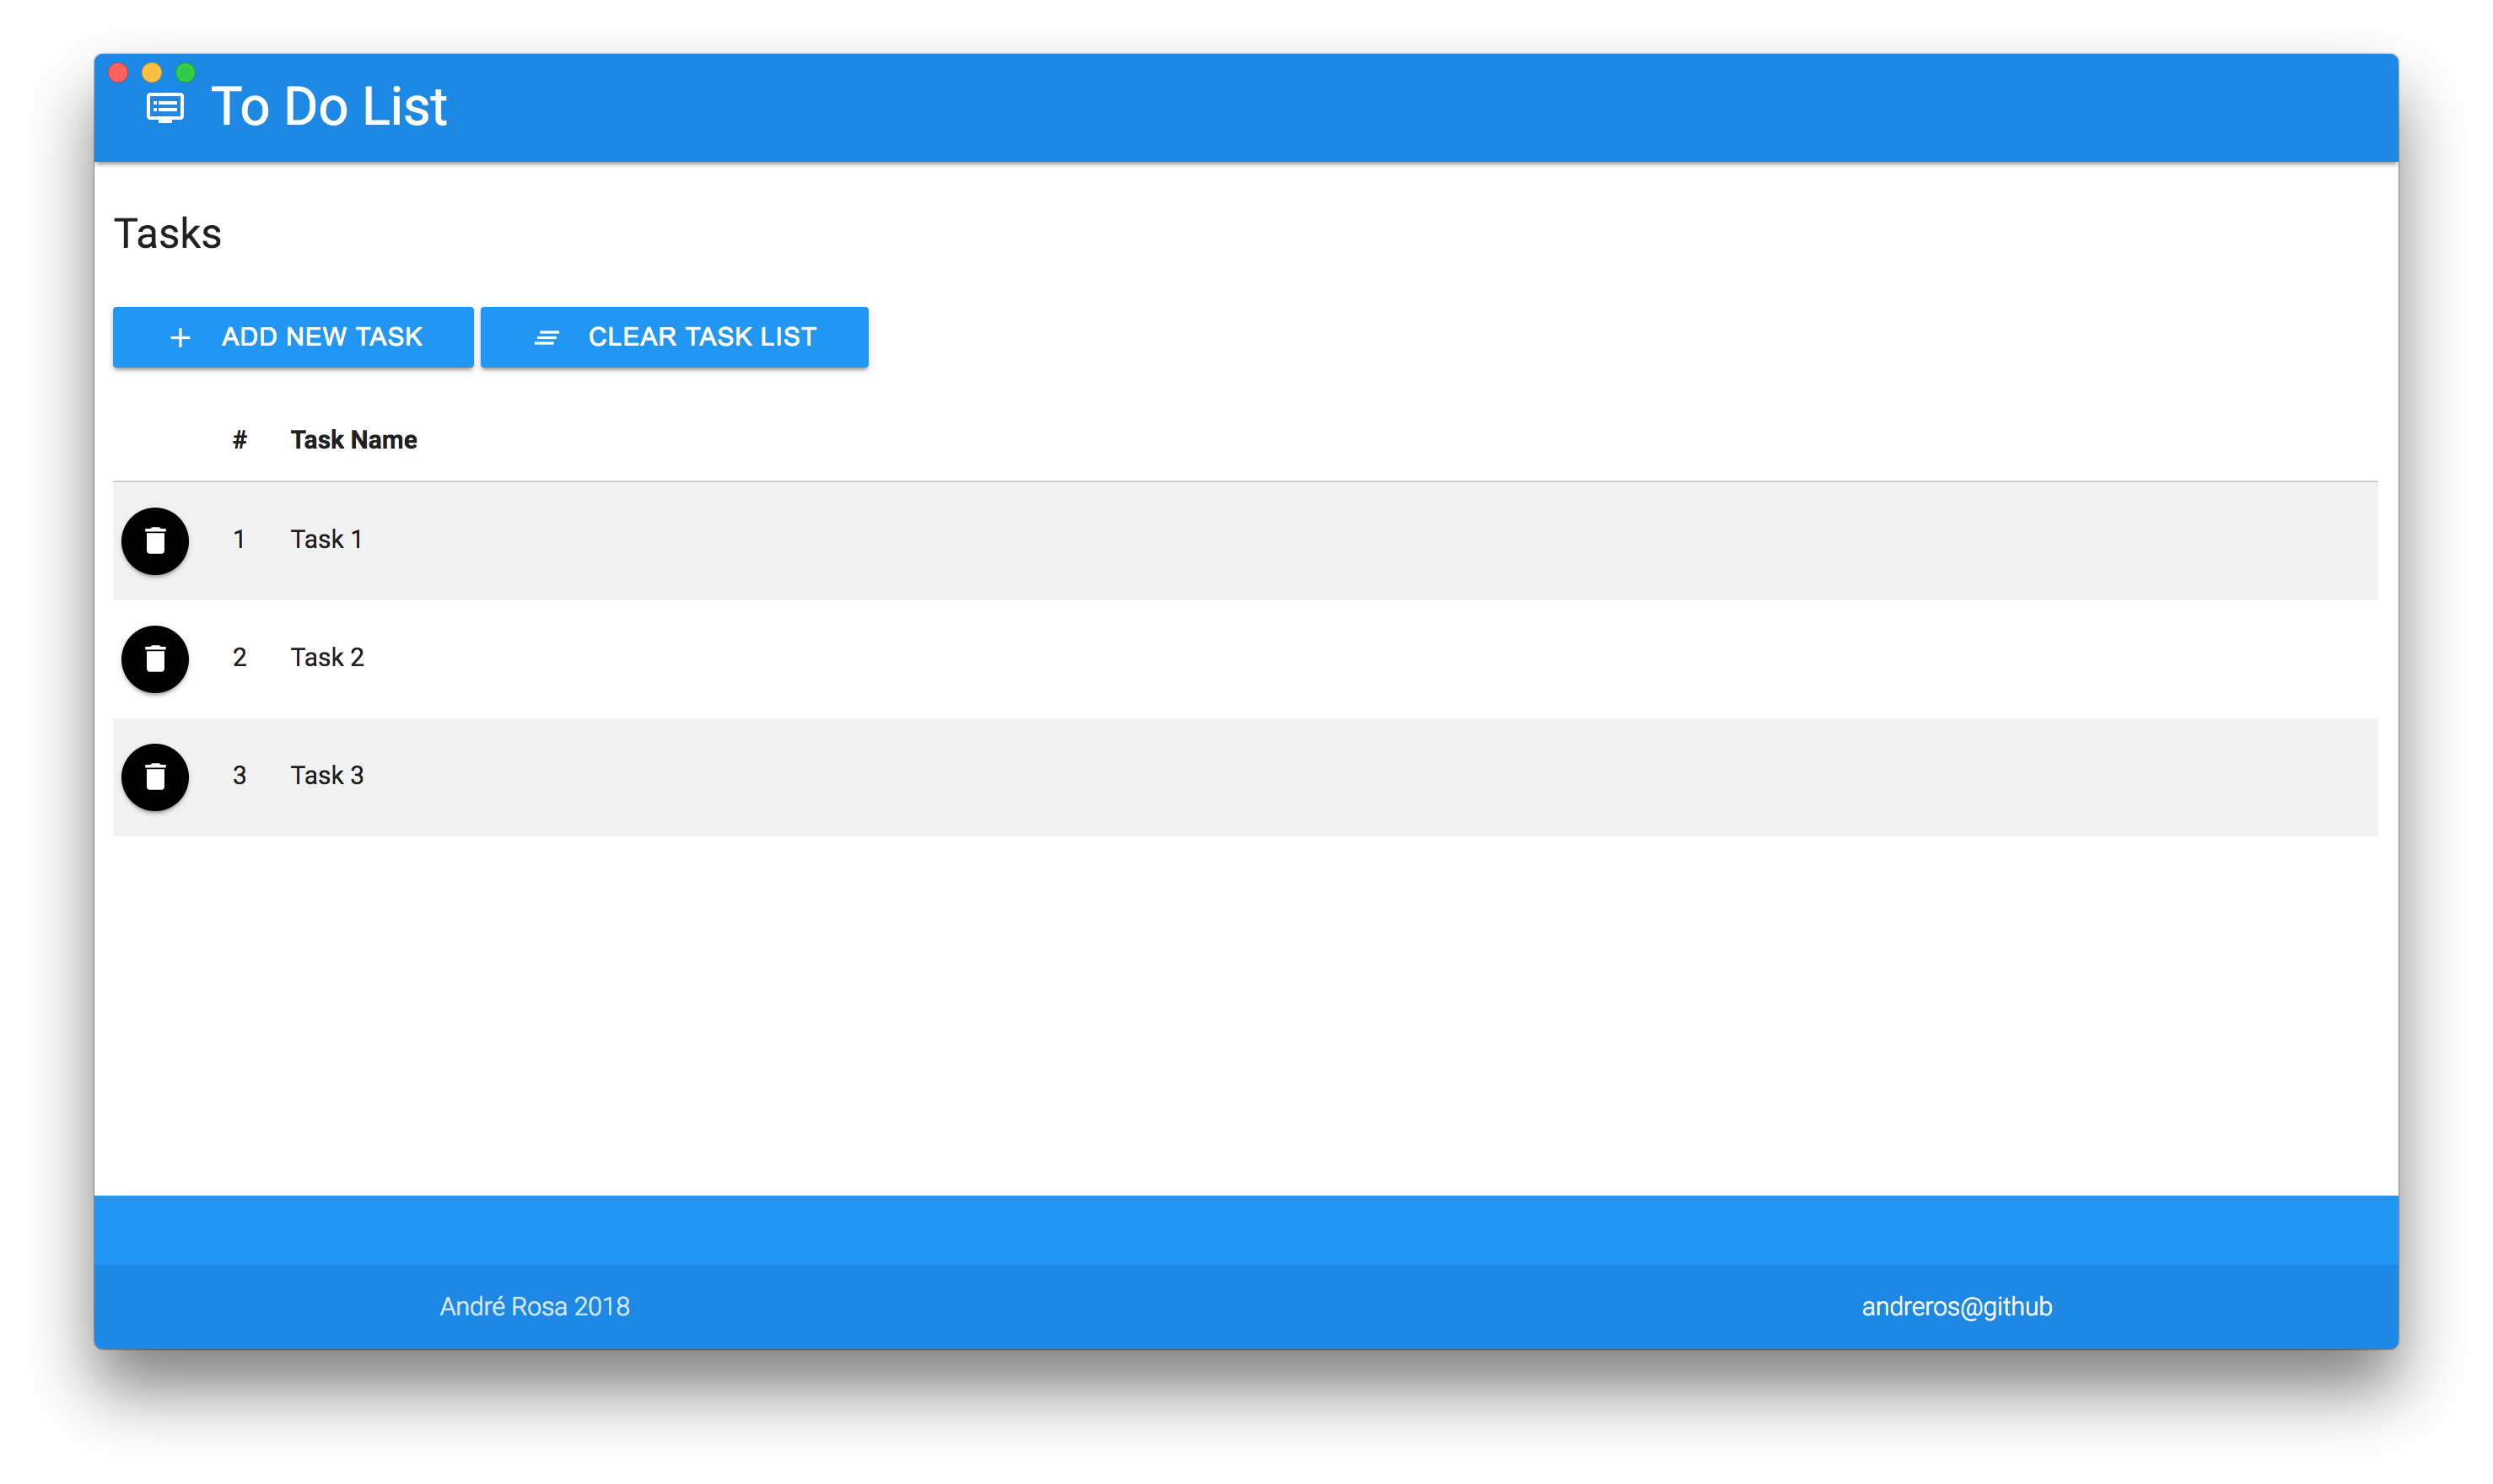 To Do List
Tasks
ADD NEW TASK CLEAR TASK LIST
# Task Name
1 Task 1
2 Task 2
3 Task 3
André Rosa 2018 andreros@github